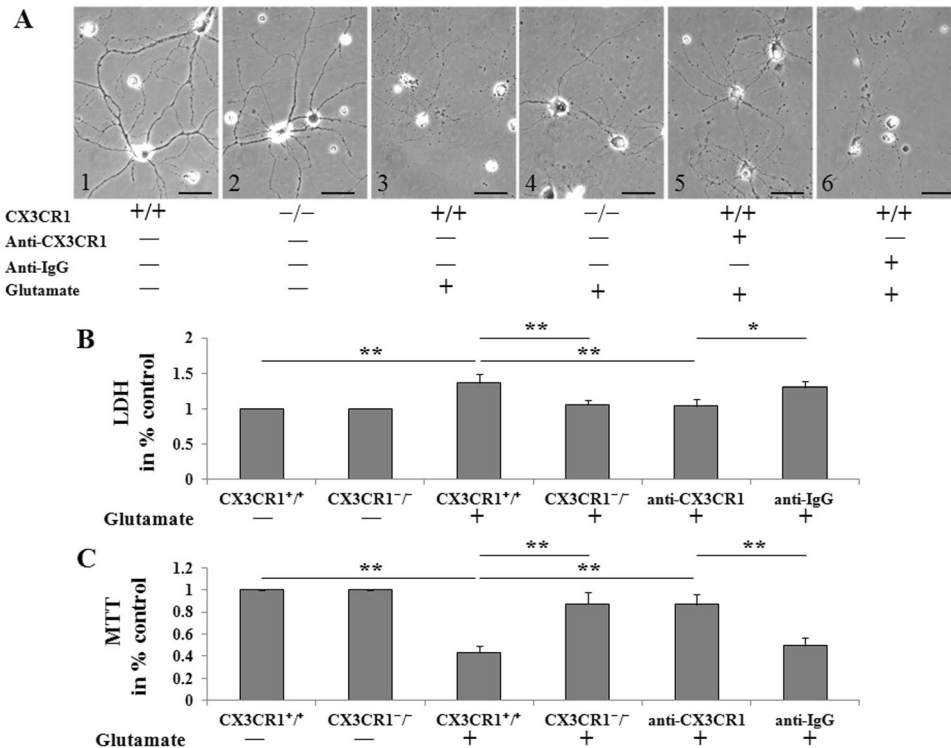 A
1 2 3 4 5 6
CX3CR1 +/+ −/− +/+ −/− +/+ +/+
Anti-CX3CR1 — — — — + —
Anti-IgG — — — — — +
Glutamate — — + + + +
B
** ** ** *
LDH
in % control
2
1.5
1
0.5
0
CX3CR1⁺/⁺ CX3CR1⁻/⁻ CX3CR1⁺/⁺ CX3CR1⁻/⁻ anti-CX3CR1 anti-IgG
Glutamate — — + + + +
C
** ** ** **
MTT
in % control
1.2
1
0.8
0.6
0.4
0.2
0
CX3CR1⁺/⁺ CX3CR1⁻/⁻ CX3CR1⁺/⁺ CX3CR1⁻/⁻ anti-CX3CR1 anti-IgG
Glutamate — — + + + +